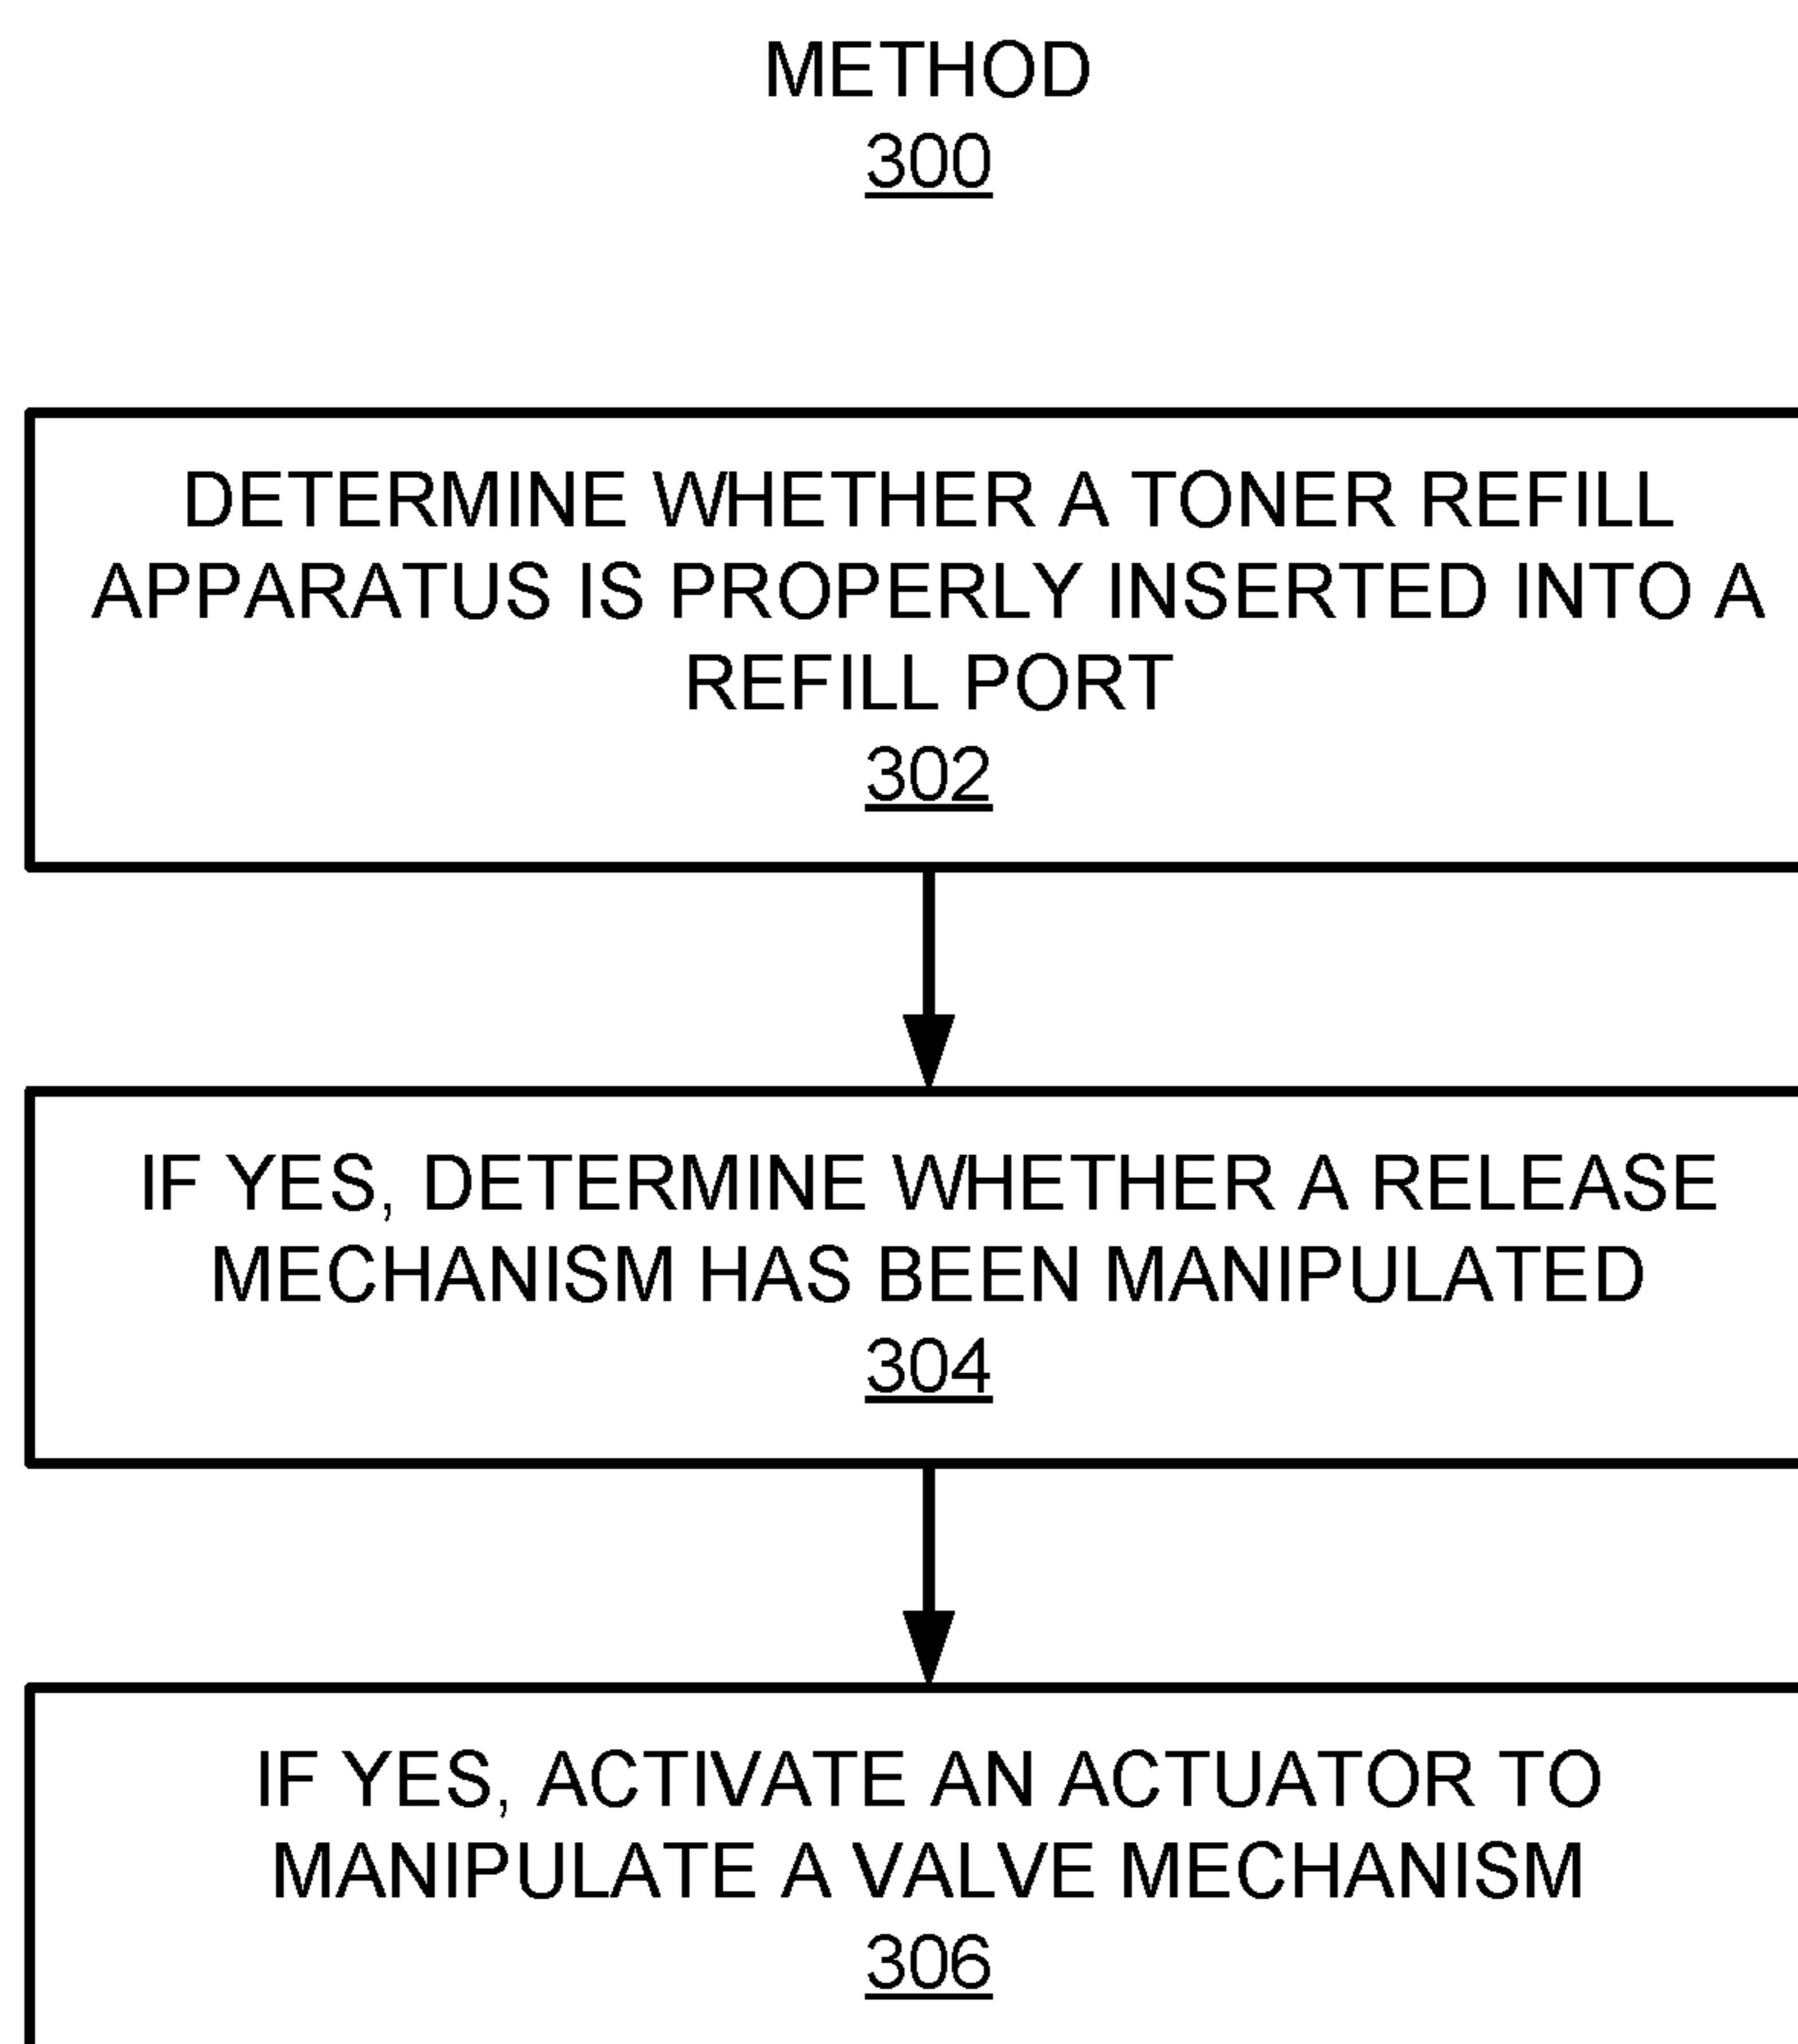 METHOD
300
DETERMINE WHETHER A TONER REFILL
APPARATUS IS PROPERLY INSERTED INTO A
REFILL PORT
302
IF YES, DETERMINE WHETHER A RELEASE
MECHANISM HAS BEEN MANIPULATED
304
IF YES, ACTIVATE AN ACTUATOR TO
MANIPULATE A VALVE MECHANISM
306